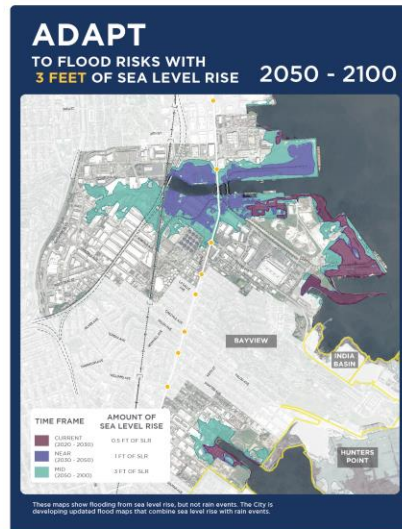 ADAPT
TO FLOOD RISKS WITH
3 FEET OF SEA LEVEL RISE
2050 - 2100
BAYVIEW
INDIA
BASIN
HUNTERS
POINT
TIME FRAME
AMOUNT OF
SEA LEVEL RISE
CURRENT
(2020 - 2030)
0.5 FT OF SLR
NEAR
(2030 - 2050)
1 FT OF SLR
MID
(2050 - 2100)
3 FT OF SLR
These maps show flooding from sea level rise, but not rain events. The City is
developing updated flood maps that combine sea level rise with rain events.